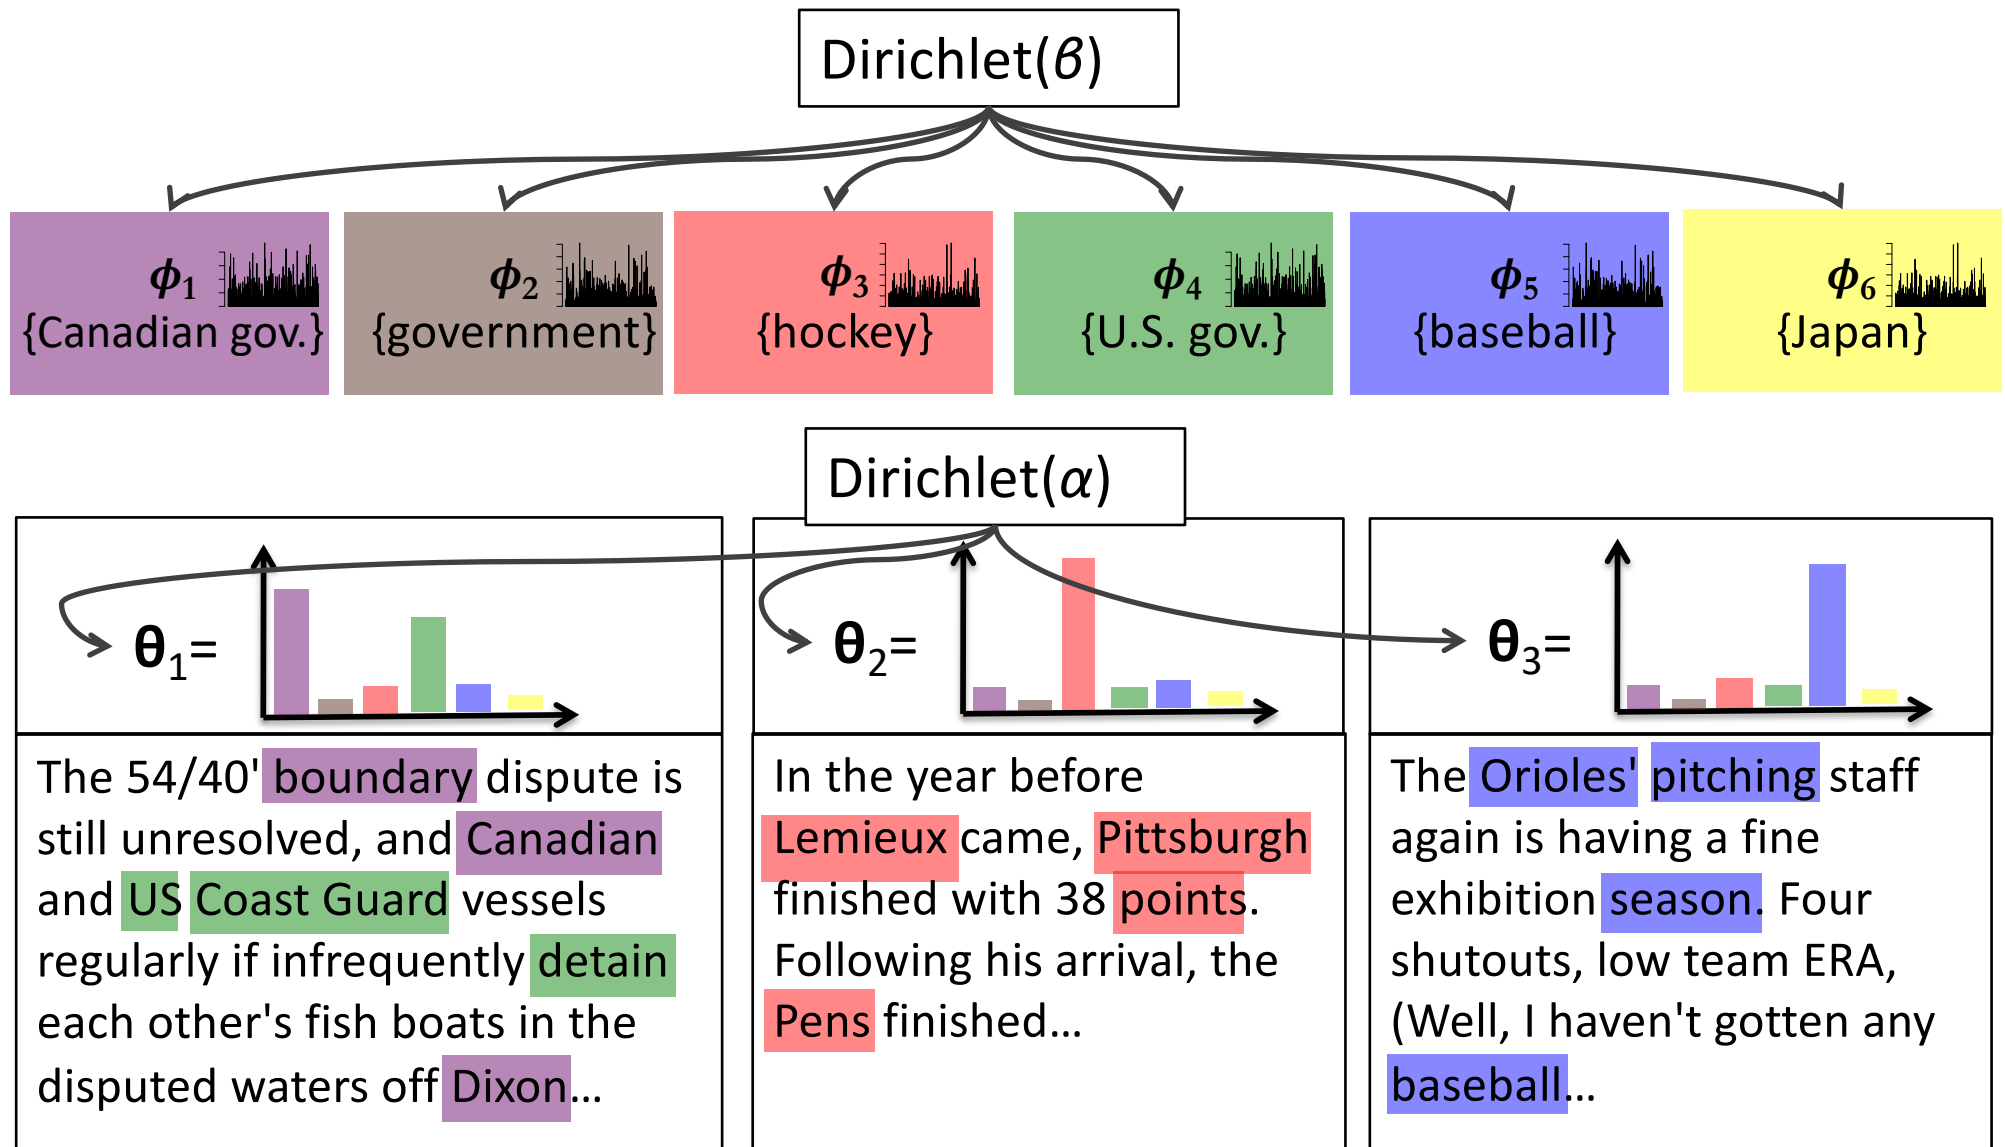 Dirichlet(β)
ϕ1 ϕ2 ϕ3 ϕ4 ϕ5 ϕ6
{Canadian gov.} {government} {hockey} {U.S. gov.} {baseball} {Japan}
Dirichlet(α)
θ1=
The 54/40' boundary dispute is
still unresolved, and Canadian
and US Coast Guard vessels
regularly if infrequently detain
each other's fish boats in the
disputed waters off Dixon…
θ2=
In the year before
Lemieux came, Pittsburgh
finished with 38 points.
Following his arrival, the
Pens finished…
θ3=
The Orioles' pitching staff
again is having a fine
exhibition season. Four
shutouts, low team ERA,
(Well, I haven't gotten any
baseball…